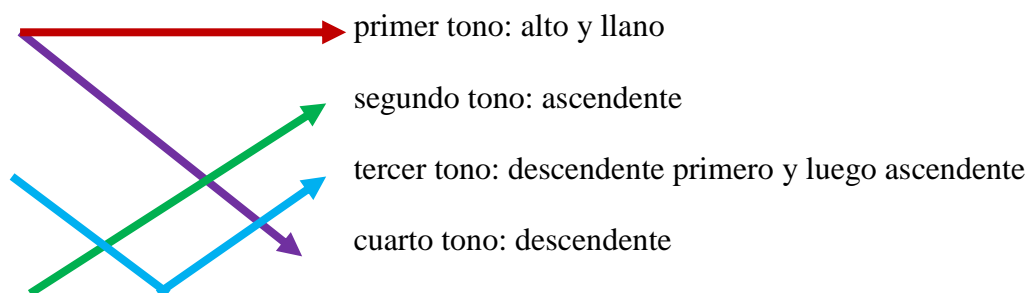 primer tono: alto y llano
segundo tono: ascendente
tercer tono: descendente primero y luego ascendente
cuarto tono: descendente